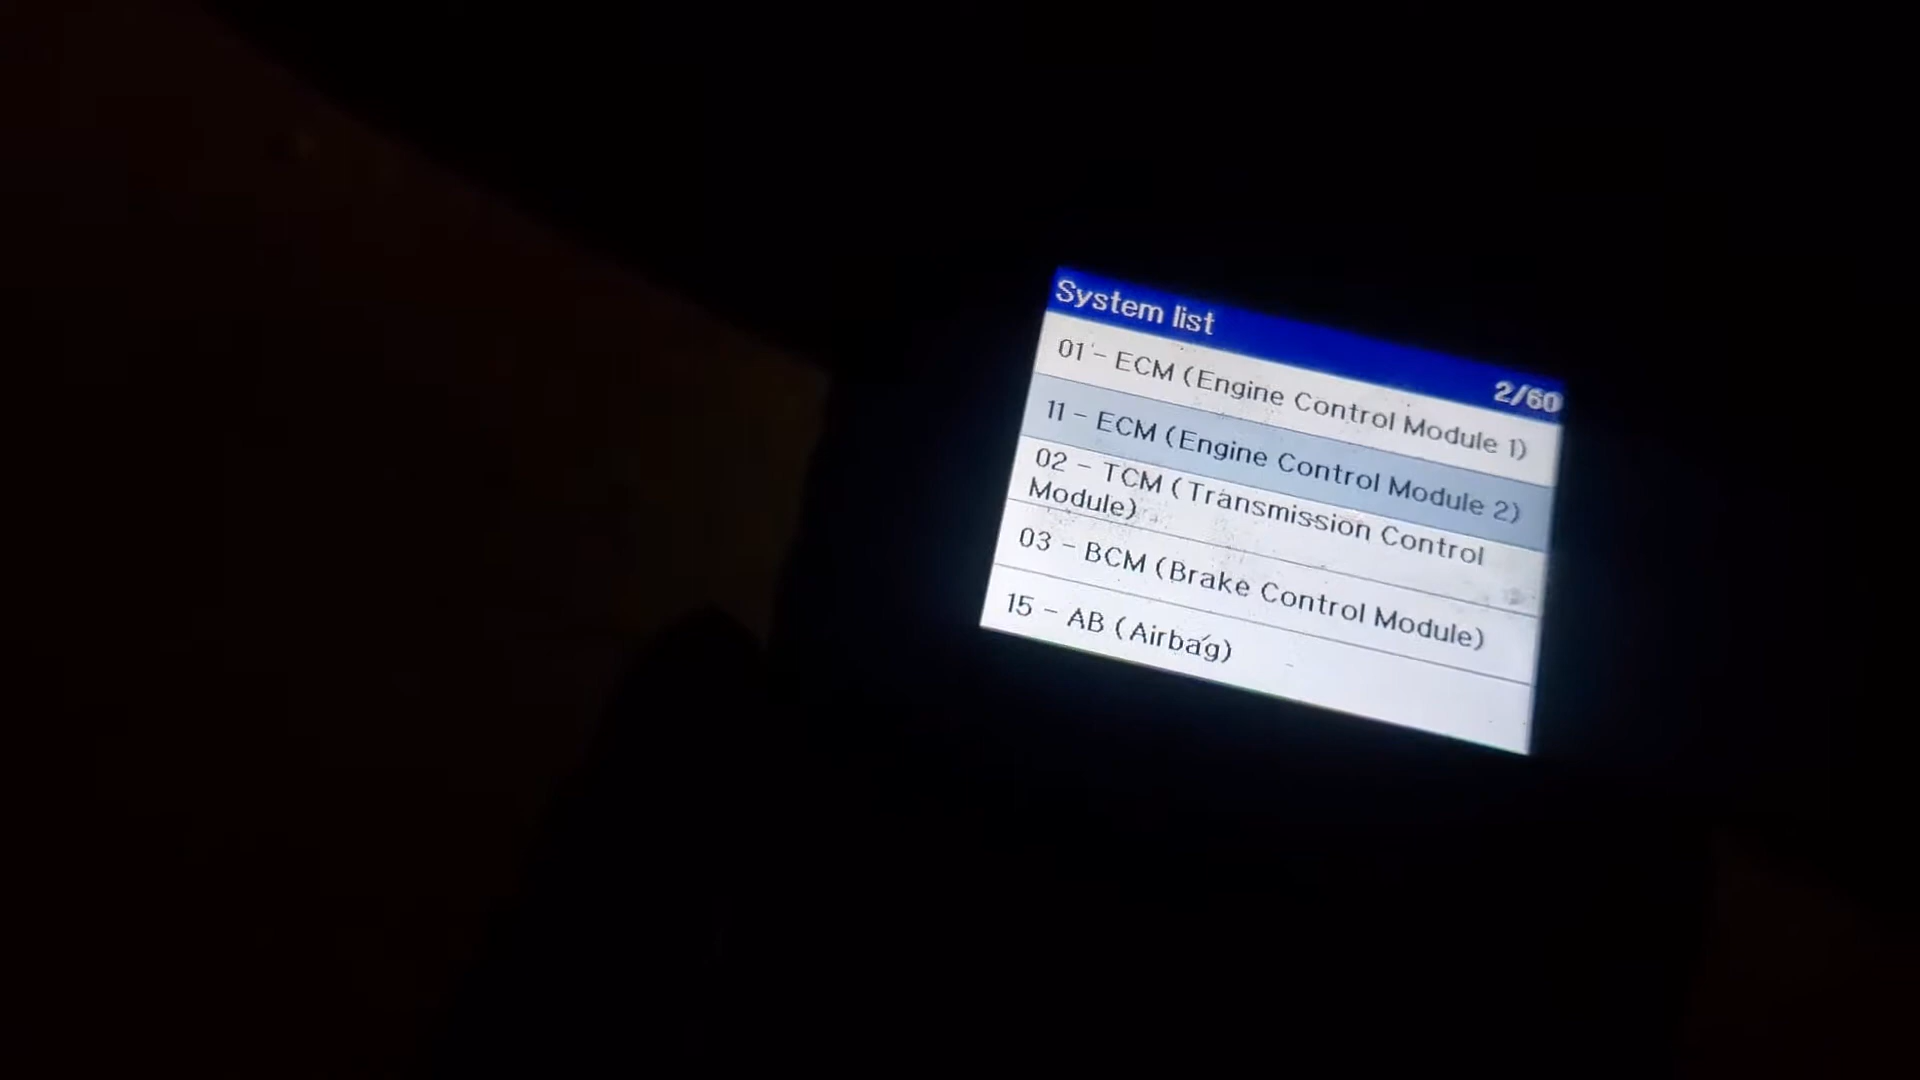 System list
2/60
01 - ECM (Engine Control Module 1)
11 - ECM (Engine Control Module 2)
02 - TCM (Transmission Control
Module)
03 - BCM (Brake Control Module)
15 - AB (Airbag)